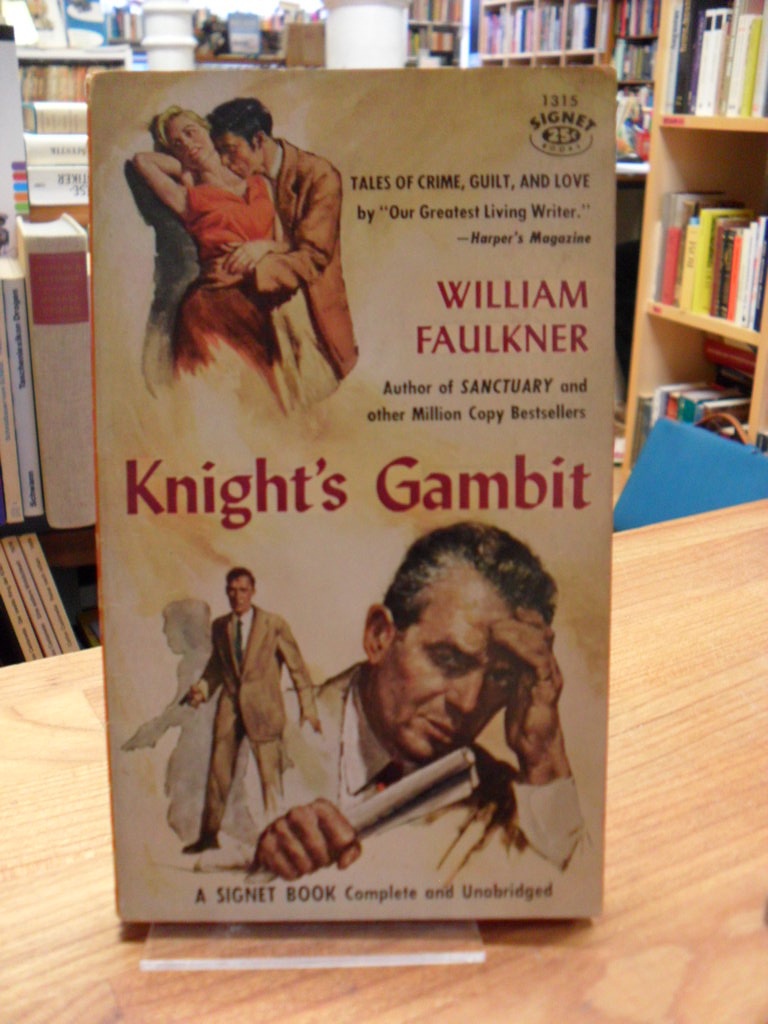 1315
SIGNET
25¢
BOOKS
TALES OF CRIME, GUILT, AND LOVE
by "Our Greatest Living Writer."
—Harper's Magazine
WILLIAM
FAULKNER
Author of SANCTUARY and
other Million Copy Bestsellers
Knight's Gambit
A SIGNET BOOK Complete and Unabridged